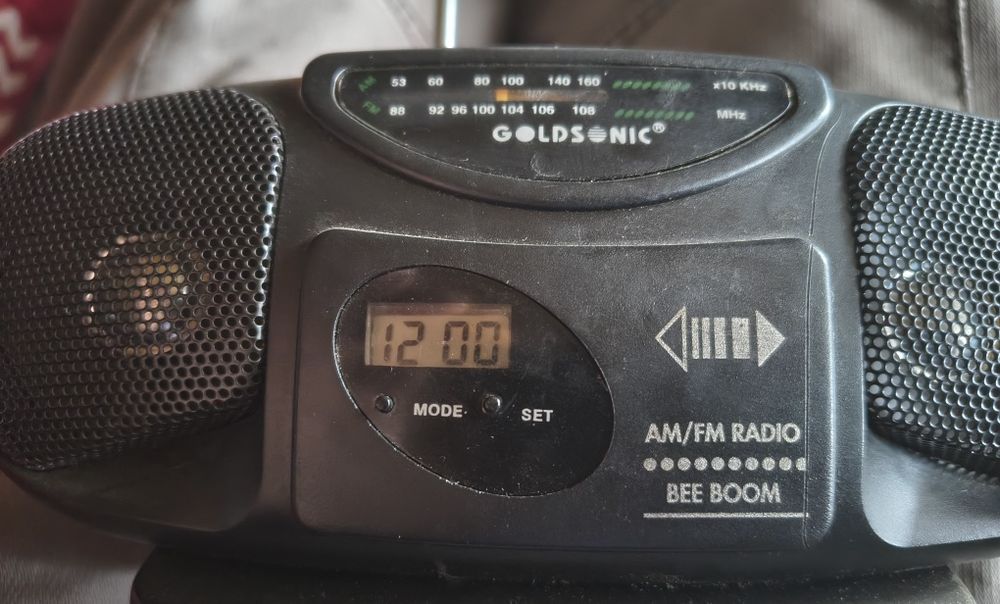 AM 53 60 80 100 140 160 x10 KHz
FM 88 92 96 100 104 106 108 MHz
GOLDSONIC®
12 00
MODE SET
AM/FM RADIO
BEE BOOM